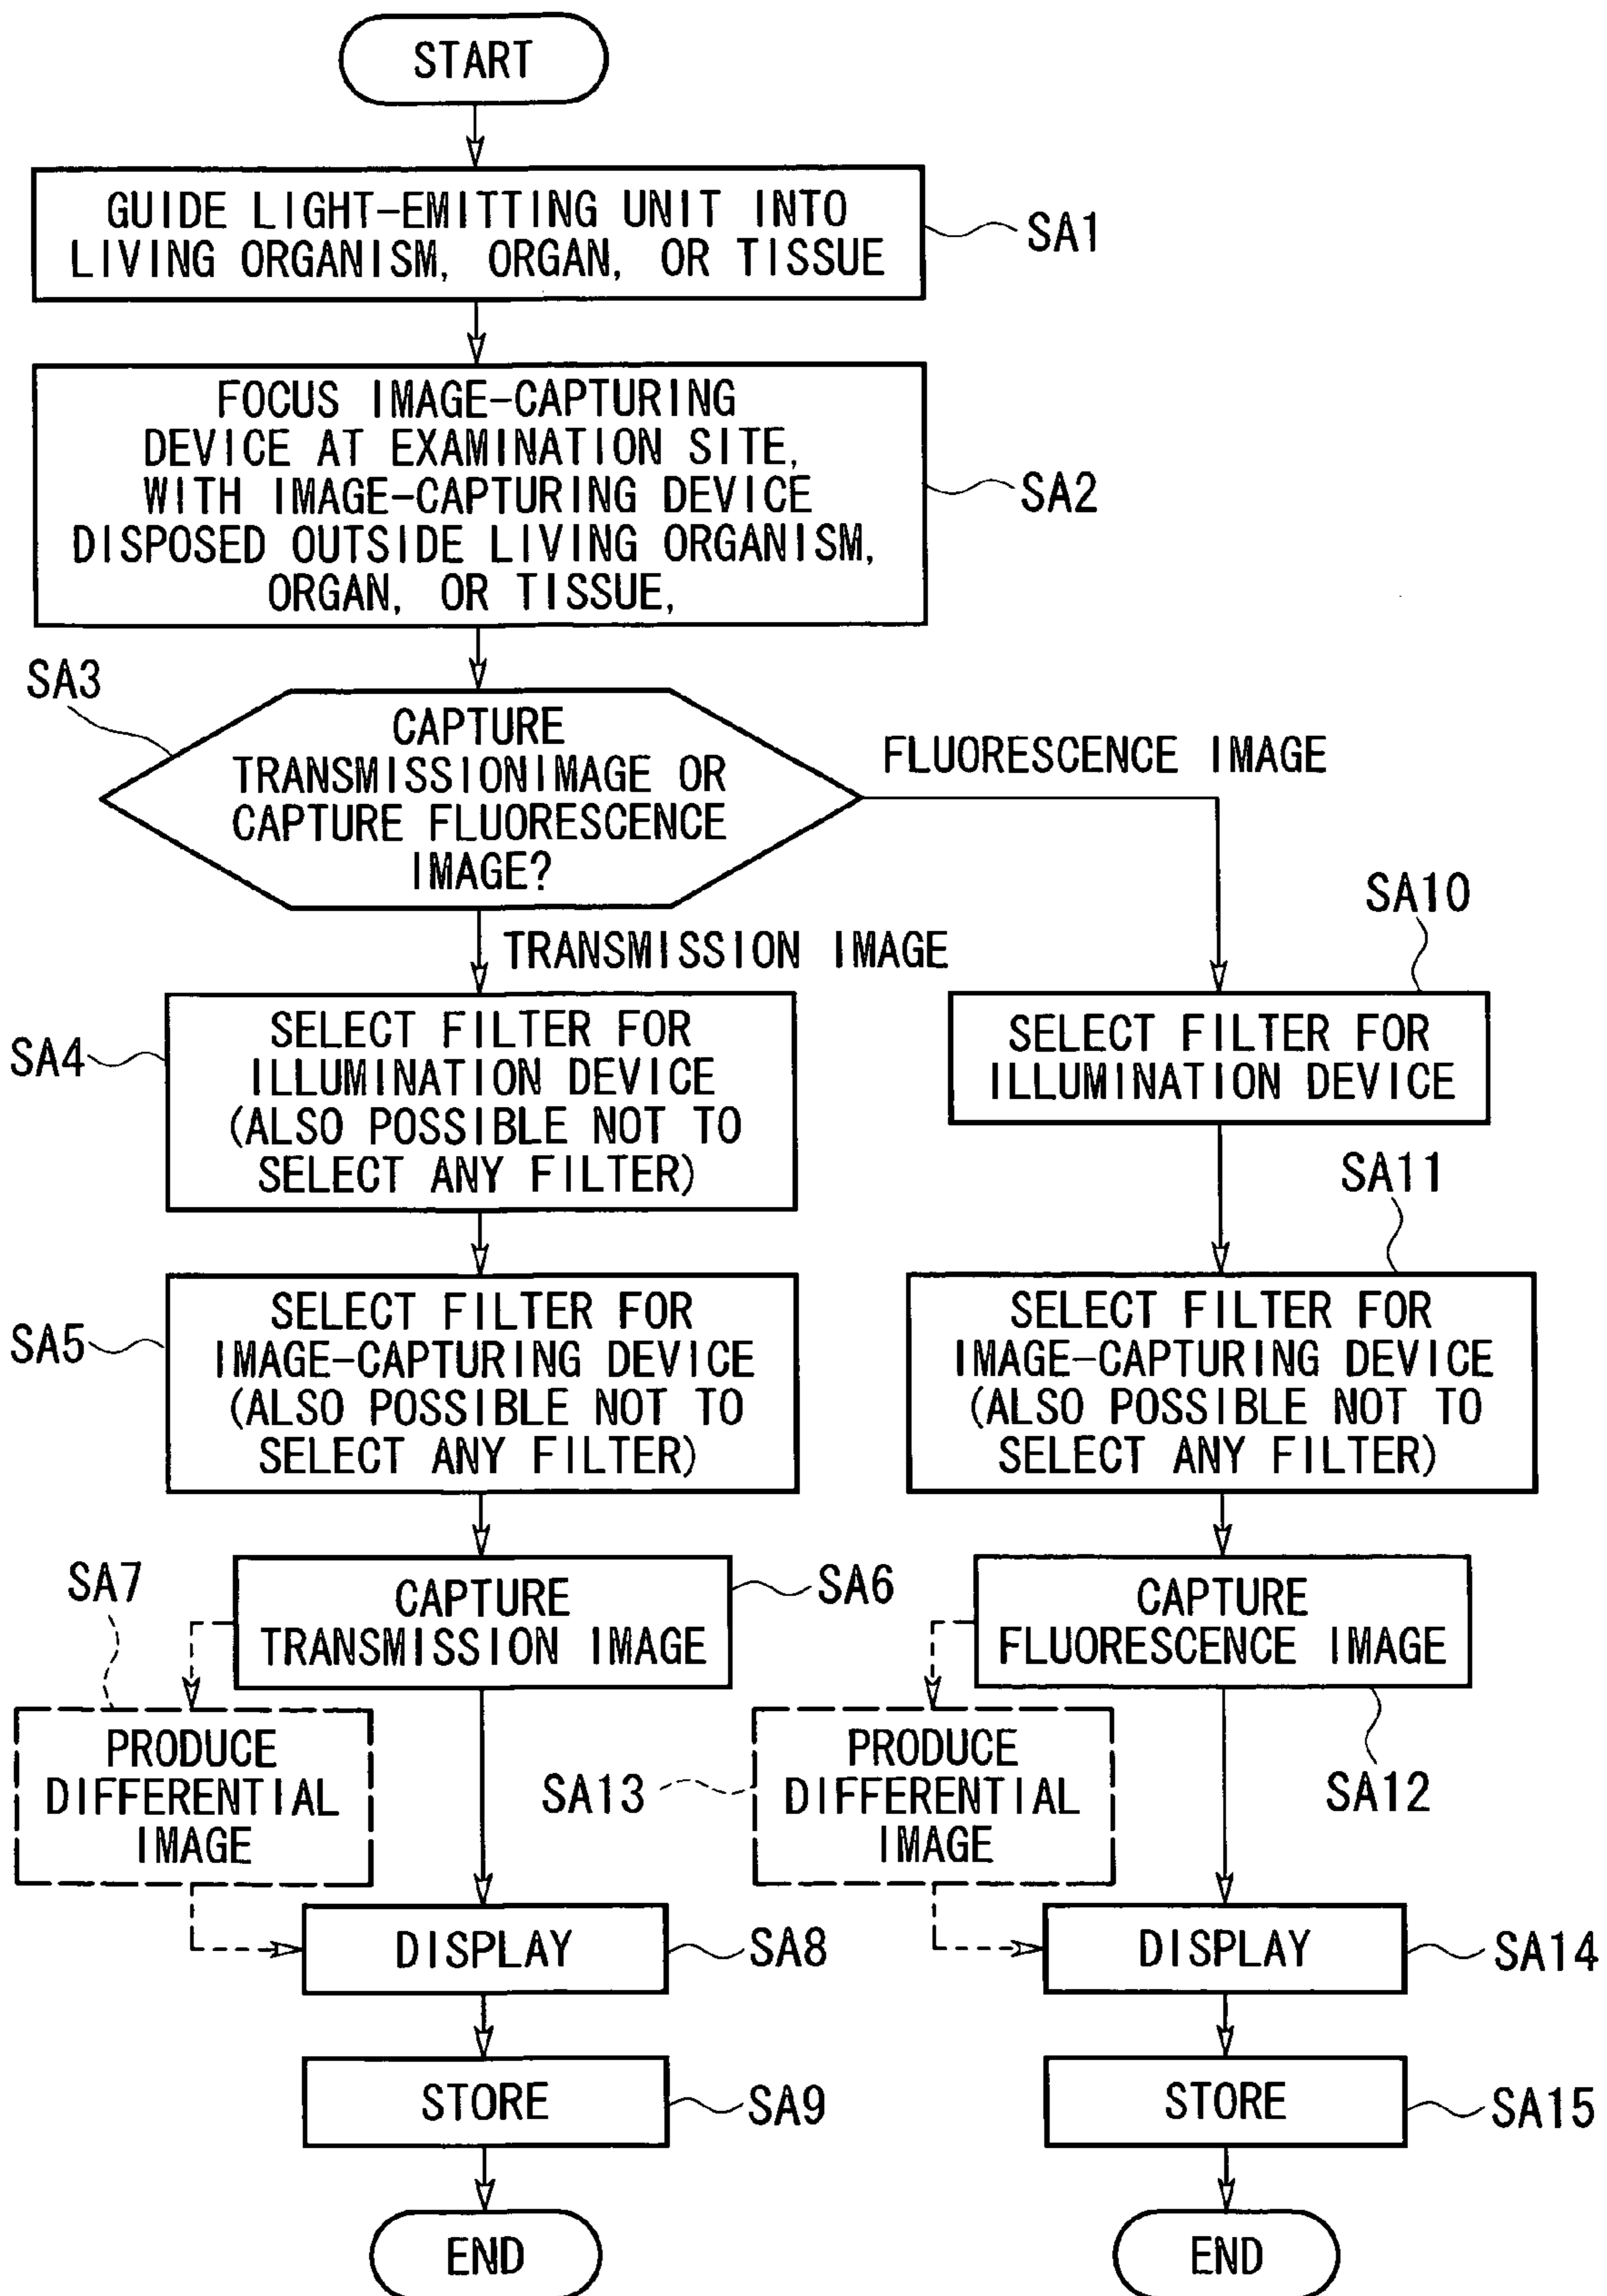 START
GUIDE LIGHT-EMITTING UNIT INTO
LIVING ORGANISM, ORGAN, OR TISSUE
SA1
FOCUS IMAGE-CAPTURING
DEVICE AT EXAMINATION SITE,
WITH IMAGE-CAPTURING DEVICE
DISPOSED OUTSIDE LIVING ORGANISM,
ORGAN, OR TISSUE,
SA2
SA3
CAPTURE
TRANSMISSIONIMAGE OR
CAPTURE FLUORESCENCE
IMAGE?
FLUORESCENCE IMAGE
TRANSMISSION IMAGE
SA4
SELECT FILTER FOR
ILLUMINATION DEVICE
(ALSO POSSIBLE NOT TO
SELECT ANY FILTER)
SA5
SELECT FILTER FOR
IMAGE-CAPTURING DEVICE
(ALSO POSSIBLE NOT TO
SELECT ANY FILTER)
CAPTURE
TRANSMISSION IMAGE
SA6
SA7
PRODUCE
DIFFERENTIAL
IMAGE
DISPLAY
SA8
STORE
SA9
END
SA10
SELECT FILTER FOR
ILLUMINATION DEVICE
SA11
SELECT FILTER FOR
IMAGE-CAPTURING DEVICE
(ALSO POSSIBLE NOT TO
SELECT ANY FILTER)
CAPTURE
FLUORESCENCE IMAGE
SA12
SA13
PRODUCE
DIFFERENTIAL
IMAGE
DISPLAY
SA14
STORE
SA15
END